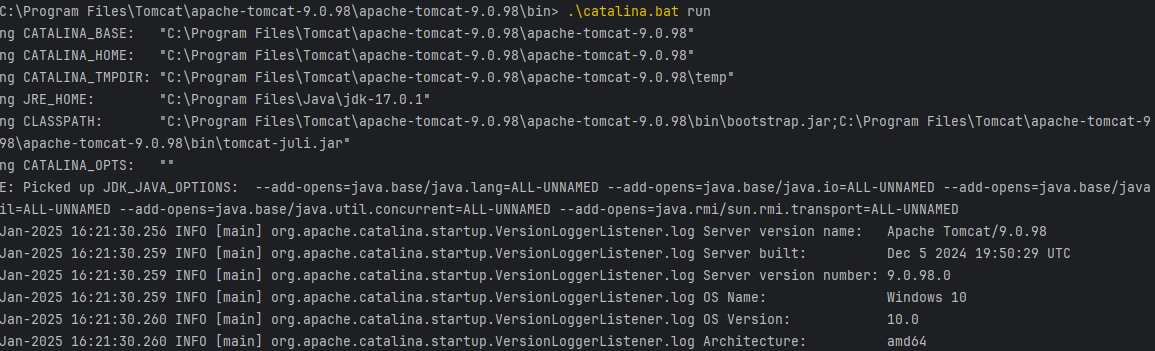 C:\Program Files\Tomcat\apache-tomcat-9.0.98\apache-tomcat-9.0.98\bin> .\catalina.bat run
ng CATALINA_BASE:   "C:\Program Files\Tomcat\apache-tomcat-9.0.98\apache-tomcat-9.0.98"
ng CATALINA_HOME:   "C:\Program Files\Tomcat\apache-tomcat-9.0.98\apache-tomcat-9.0.98"
ng CATALINA_TMPDIR: "C:\Program Files\Tomcat\apache-tomcat-9.0.98\apache-tomcat-9.0.98\temp"
ng JRE_HOME:        "C:\Program Files\Java\jdk-17.0.1"
ng CLASSPATH:       "C:\Program Files\Tomcat\apache-tomcat-9.0.98\apache-tomcat-9.0.98\bin\bootstrap.jar;C:\Program Files\Tomcat\apache-tomcat-9
98\apache-tomcat-9.0.98\bin\tomcat-juli.jar"
ng CATALINA_OPTS:   ""
E: Picked up JDK_JAVA_OPTIONS:  --add-opens=java.base/java.lang=ALL-UNNAMED --add-opens=java.base/java.io=ALL-UNNAMED --add-opens=java.base/java
il=ALL-UNNAMED --add-opens=java.base/java.util.concurrent=ALL-UNNAMED --add-opens=java.rmi/sun.rmi.transport=ALL-UNNAMED
Jan-2025 16:21:30.256 INFO [main] org.apache.catalina.startup.VersionLoggerListener.log Server version name:   Apache Tomcat/9.0.98
Jan-2025 16:21:30.259 INFO [main] org.apache.catalina.startup.VersionLoggerListener.log Server built:          Dec 5 2024 19:50:29 UTC
Jan-2025 16:21:30.259 INFO [main] org.apache.catalina.startup.VersionLoggerListener.log Server version number: 9.0.98.0
Jan-2025 16:21:30.259 INFO [main] org.apache.catalina.startup.VersionLoggerListener.log OS Name:               Windows 10
Jan-2025 16:21:30.260 INFO [main] org.apache.catalina.startup.VersionLoggerListener.log OS Version:            10.0
Jan-2025 16:21:30.260 INFO [main] org.apache.catalina.startup.VersionLoggerListener.log Architecture:          amd64